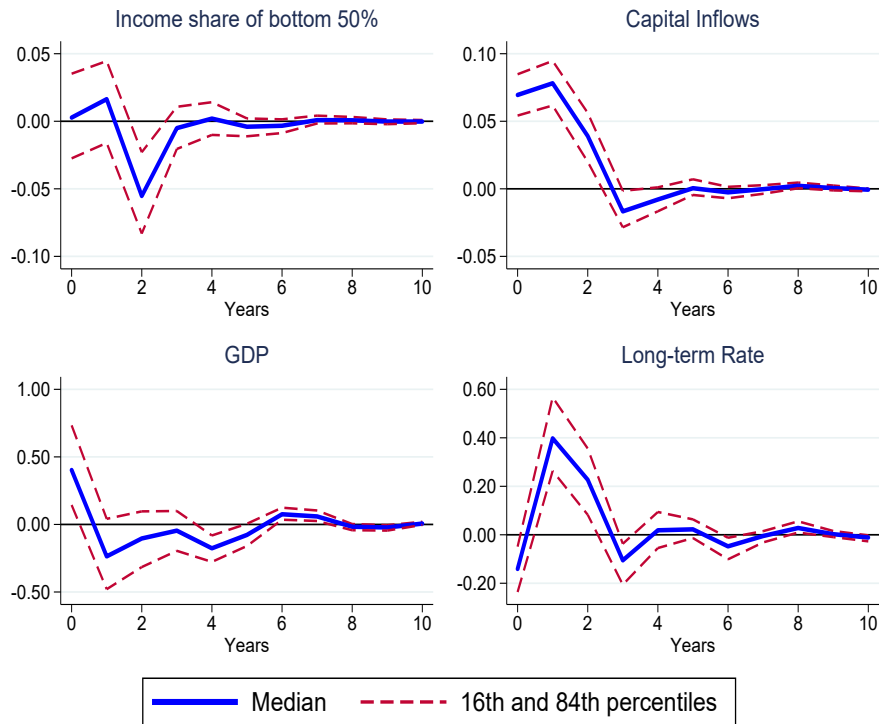 Income share of bottom 50%
0.05
0.00
-0.05
-0.10
0 2 4 6 8 10
Years
Capital Inflows
0.10
0.05
0.00
-0.05
0 2 4 6 8 10
Years
GDP
1.00
0.50
0.00
-0.50
0 2 4 6 8 10
Years
Long-term Rate
0.60
0.40
0.20
0.00
-0.20
0 2 4 6 8 10
Years
Median 16th and 84th percentiles